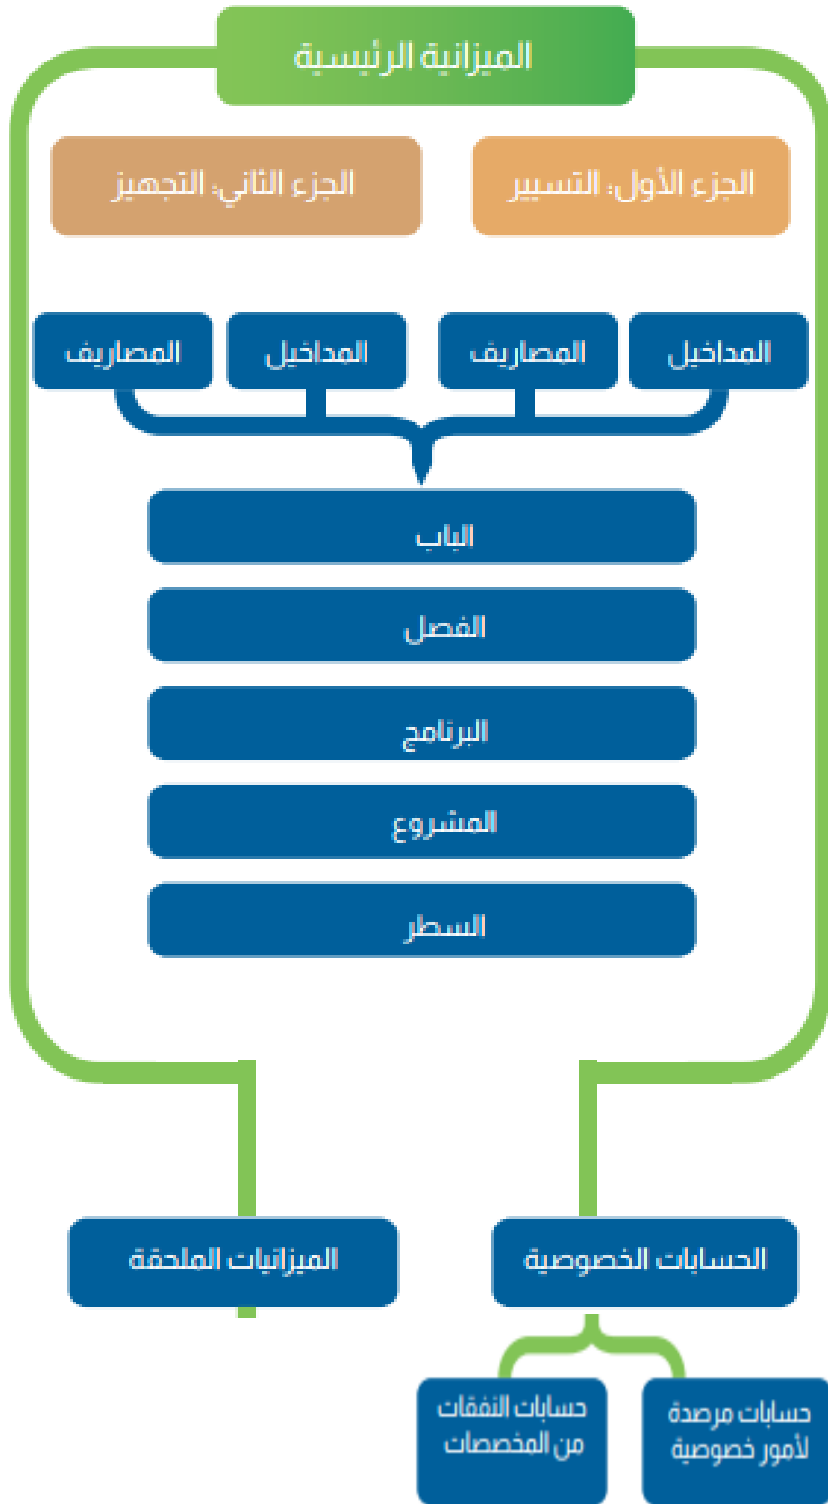 الميزانية الرئيسية
الجزء الأول: التسيير
الجزء الثاني: التجهيز
المداخيل
المصاريف
المداخيل
المصاريف
الباب
الفصل
البرنامج
المشروع
السطر
الحسابات الخصوصية
الميزانيات الملحقة
حسابات مرصدة
لأمور خصوصية
حسابات النفقات
من المخصصات